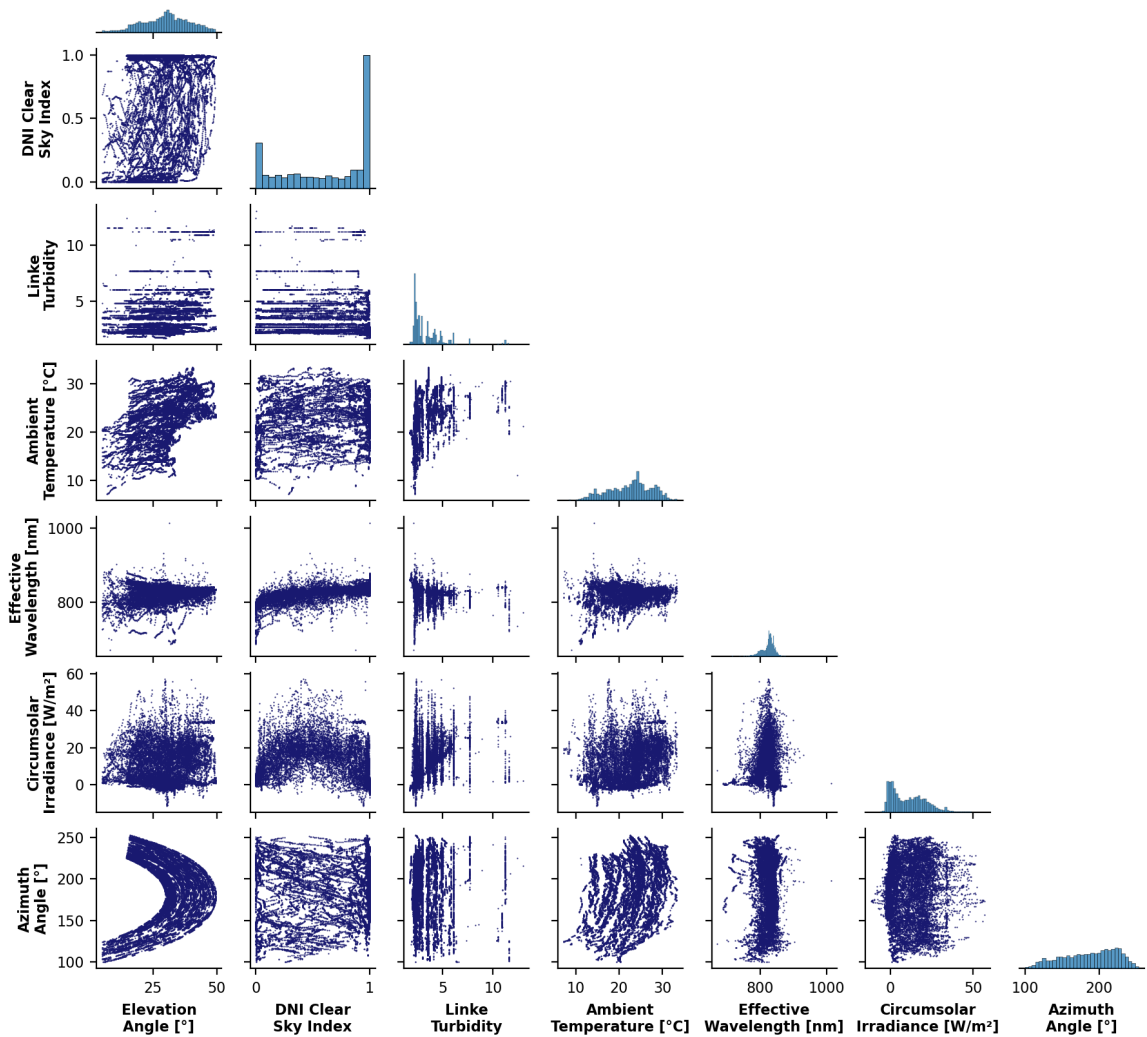 1.0
0.5
0.0
DNI Clear
Sky Index
10
5
Linke
Turbidity
30
20
10
Ambient
Temperature [°C]
1000
800
Effective
Wavelength [nm]
60
40
20
0
Circumsolar
Irradiance [W/m²]
250
200
150
100
Azimuth
Angle [°]
25 50
0 1
5 10
10 20 30
800 1000
0 50
100 200
Elevation
Angle [°]
DNI Clear
Sky Index
Linke
Turbidity
Ambient
Temperature [°C]
Effective
Wavelength [nm]
Circumsolar
Irradiance [W/m²]
Azimuth
Angle [°]